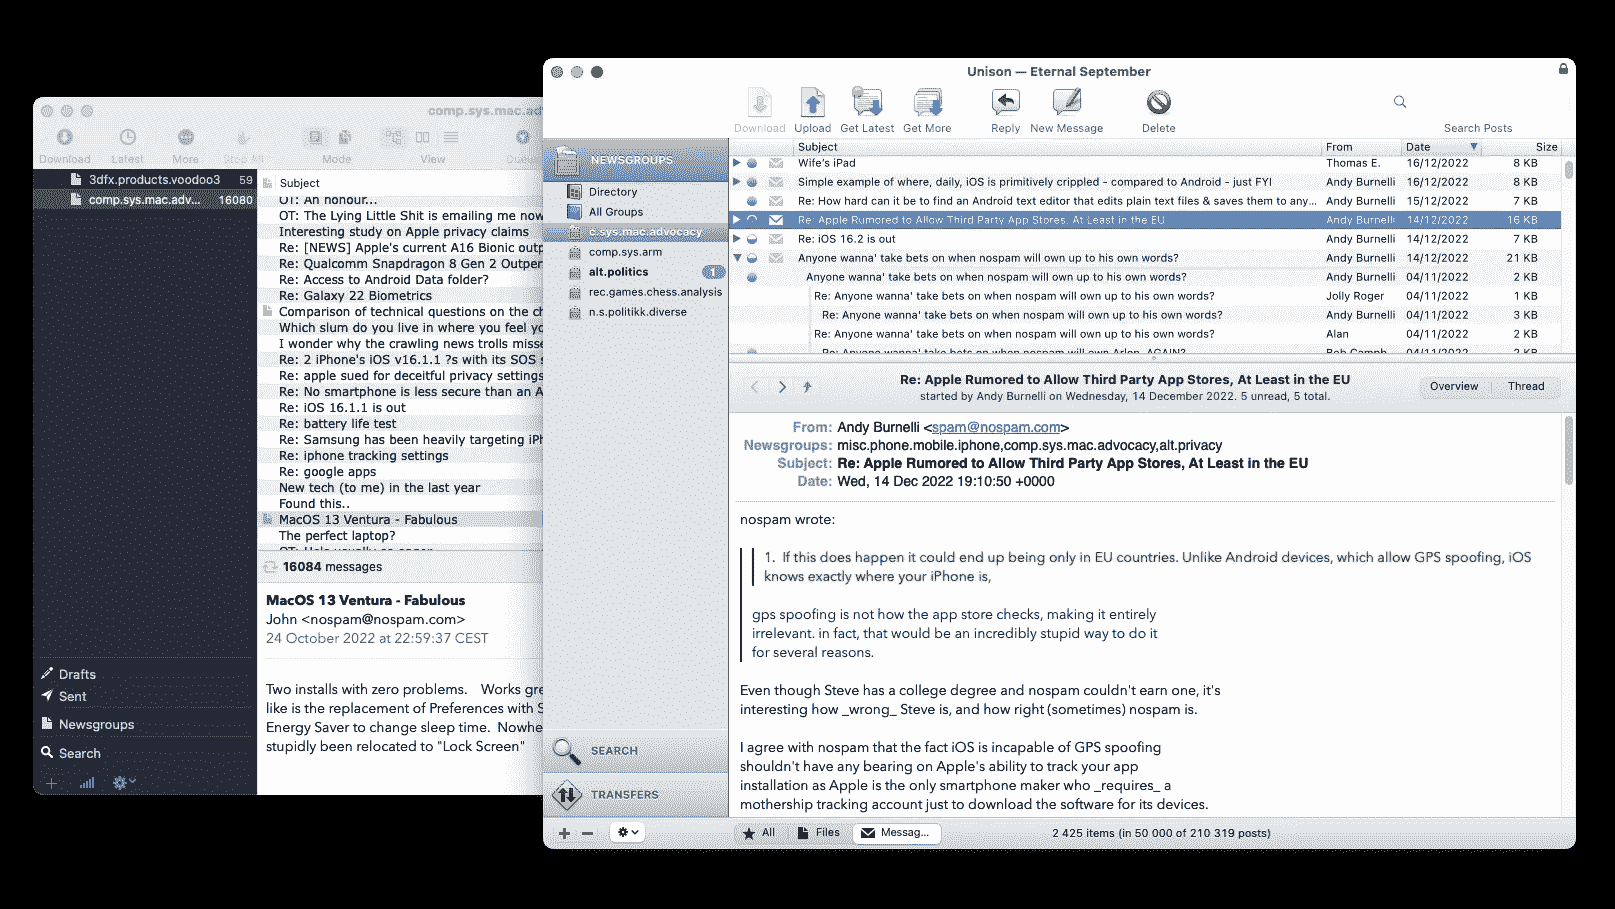 comp.sys.mac.ad
Download Latest More Stop All Mode View
3dfx.products.voodoo3 59
comp.sys.mac.adv... 16080
Drafts
Sent
Newsgroups
Search
Subject
OT: An honour...
OT: The Lying Little Shit is emailing me now
Interesting study on Apple privacy claims
Re: [NEWS] Apple's current A16 Bionic outp
Re: Qualcomm Snapdragon 8 Gen 2 Outper
Re: Access to Android Data folder?
Re: Galaxy 22 Biometrics
Comparison of technical questions on the ch
Which slum do you live in where you feel yo
I wonder why the crawling news trolls misse
Re: 2 iPhone's iOS v16.1.1 ?s with its SOS s
Re: apple sued for deceitful privacy settings
Re: No smartphone is less secure than an A
Re: iOS 16.1.1 is out
Re: battery life test
Re: Samsung has been heavily targeting iPh
Re: iphone tracking settings
Re: google apps
New tech (to me) in the last year
Found this..
MacOS 13 Ventura - Fabulous
The perfect laptop?
16084 messages
MacOS 13 Ventura - Fabulous
John <nospam@nospam.com>
24 October 2022 at 22:59:37 CEST
Two installs with zero problems. Works gre
like is the replacement of Preferences with S
Energy Saver to change sleep time. Nowhe
stupidly been relocated to "Lock Screen"
Unison — Eternal September
Download Upload Get Latest Get More Reply New Message Delete Search Posts
NEWSGROUPS
Directory
All Groups
c.sys.mac.advocacy
comp.sys.arm
alt.politics 1
rec.games.chess.analysis
n.s.politikk.diverse
SEARCH
TRANSFERS
Subject From Date Size
Wife's iPad Thomas E. 16/12/2022 8 KB
Simple example of where, daily, iOS is primitively crippled - compared to Android - just FYI Andy Burnelli 16/12/2022 8 KB
Re: How hard can it be to find an Android text editor that edits plain text files & saves them to any... Andy Burnelli 15/12/2022 7 KB
Re: Apple Rumored to Allow Third Party App Stores, At Least in the EU Andy Burnelli 14/12/2022 16 KB
Re: iOS 16.2 is out Andy Burnelli 14/12/2022 7 KB
Anyone wanna' take bets on when nospam will own up to his own words? Andy Burnelli 14/12/2022 21 KB
Anyone wanna' take bets on when nospam will own up to his own words? Andy Burnelli 04/11/2022 2 KB
Re: Anyone wanna' take bets on when nospam will own up to his own words? Jolly Roger 04/11/2022 1 KB
Re: Anyone wanna' take bets on when nospam will own up to his own words? Andy Burnelli 04/11/2022 3 KB
Re: Anyone wanna' take bets on when nospam will own up to his own words? Alan 04/11/2022 2 KB
Re: Anyone wanna' take bets on when nospam will own Arlen, AGAIN? 04/11/2022 2 KB
Re: Apple Rumored to Allow Third Party App Stores, At Least in the EU
started by Andy Burnelli on Wednesday, 14 December 2022. 5 unread, 5 total.
Overview Thread
From: Andy Burnelli <spam@nospam.com>
Newsgroups: misc.phone.mobile.iphone,comp.sys.mac.advocacy,alt.privacy
Subject: Re: Apple Rumored to Allow Third Party App Stores, At Least in the EU
Date: Wed, 14 Dec 2022 19:10:50 +0000
nospam wrote:
1. If this does happen it could end up being only in EU countries. Unlike Android devices, which allow GPS spoofing, iOS
knows exactly where your iPhone is,
gps spoofing is not how the app store checks, making it entirely
irrelevant. in fact, that would be an incredibly stupid way to do it
for several reasons.
Even though Steve has a college degree and nospam couldn't earn one, it's
interesting how _wrong_ Steve is, and how right (sometimes) nospam is.
I agree with nospam that the fact iOS is incapable of GPS spoofing
shouldn't have any bearing on Apple's ability to track your app
installation as Apple is the only smartphone maker who _requires_ a
mothership tracking account just to download the software for its devices.
All Files Messag... 2 425 items (in 50 000 of 210 319 posts)